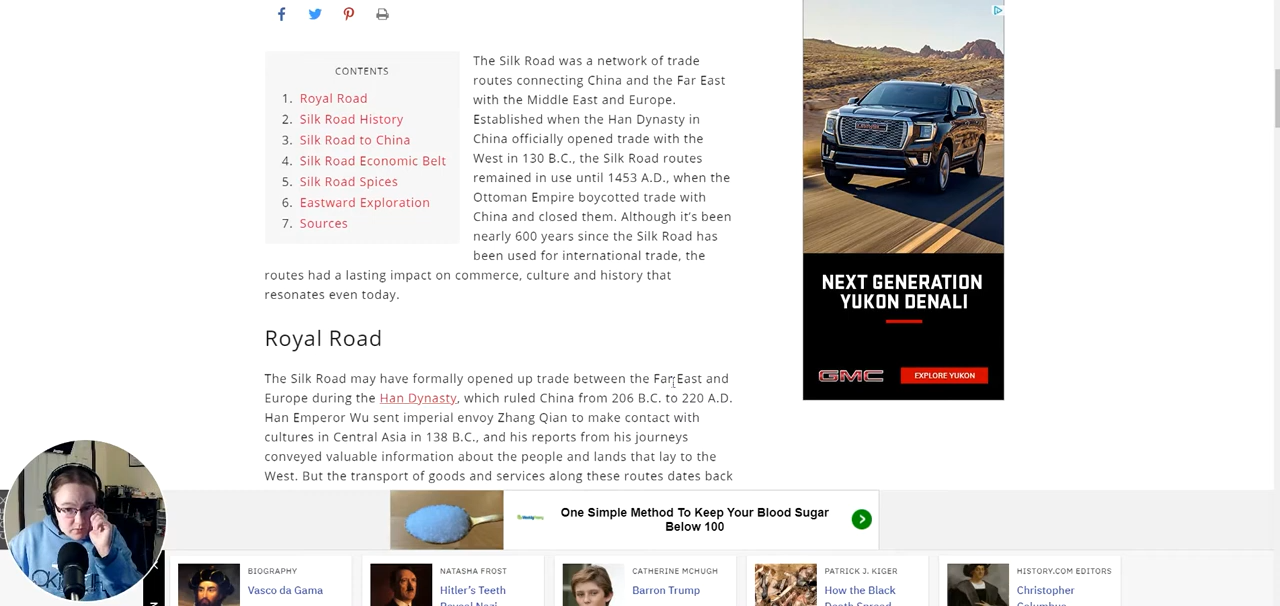 CONTENTS
1. Royal Road
2. Silk Road History
3. Silk Road to China
4. Silk Road Economic Belt
5. Silk Road Spices
6. Eastward Exploration
7. Sources
The Silk Road was a network of trade
routes connecting China and the Far East
with the Middle East and Europe.
Established when the Han Dynasty in
China officially opened trade with the
West in 130 B.C., the Silk Road routes
remained in use until 1453 A.D., when the
Ottoman Empire boycotted trade with
China and closed them. Although it's been
nearly 600 years since the Silk Road has
been used for international trade, the
routes had a lasting impact on commerce, culture and history that
resonates even today.
Royal Road
The Silk Road may have formally opened up trade between the Far East and
Europe during the Han Dynasty, which ruled China from 206 B.C. to 220 A.D.
Han Emperor Wu sent imperial envoy Zhang Qian to make contact with
cultures in Central Asia in 138 B.C., and his reports from his journeys
conveyed valuable information about the people and lands that lay to the
West. But the transport of goods and services along these routes dates back
NEXT GENERATION
YUKON DENALI
GMC
EXPLORE YUKON
One Simple Method To Keep Your Blood Sugar
Below 100
BIOGRAPHY
Vasco da Gama
NATASHA FROST
Hitler's Teeth
Reveal Nazi
CATHERINE MCHUGH
Barron Trump
PATRICK J. KIGER
How the Black
Death Spread
HISTORY.COM EDITORS
Christopher
Columbus